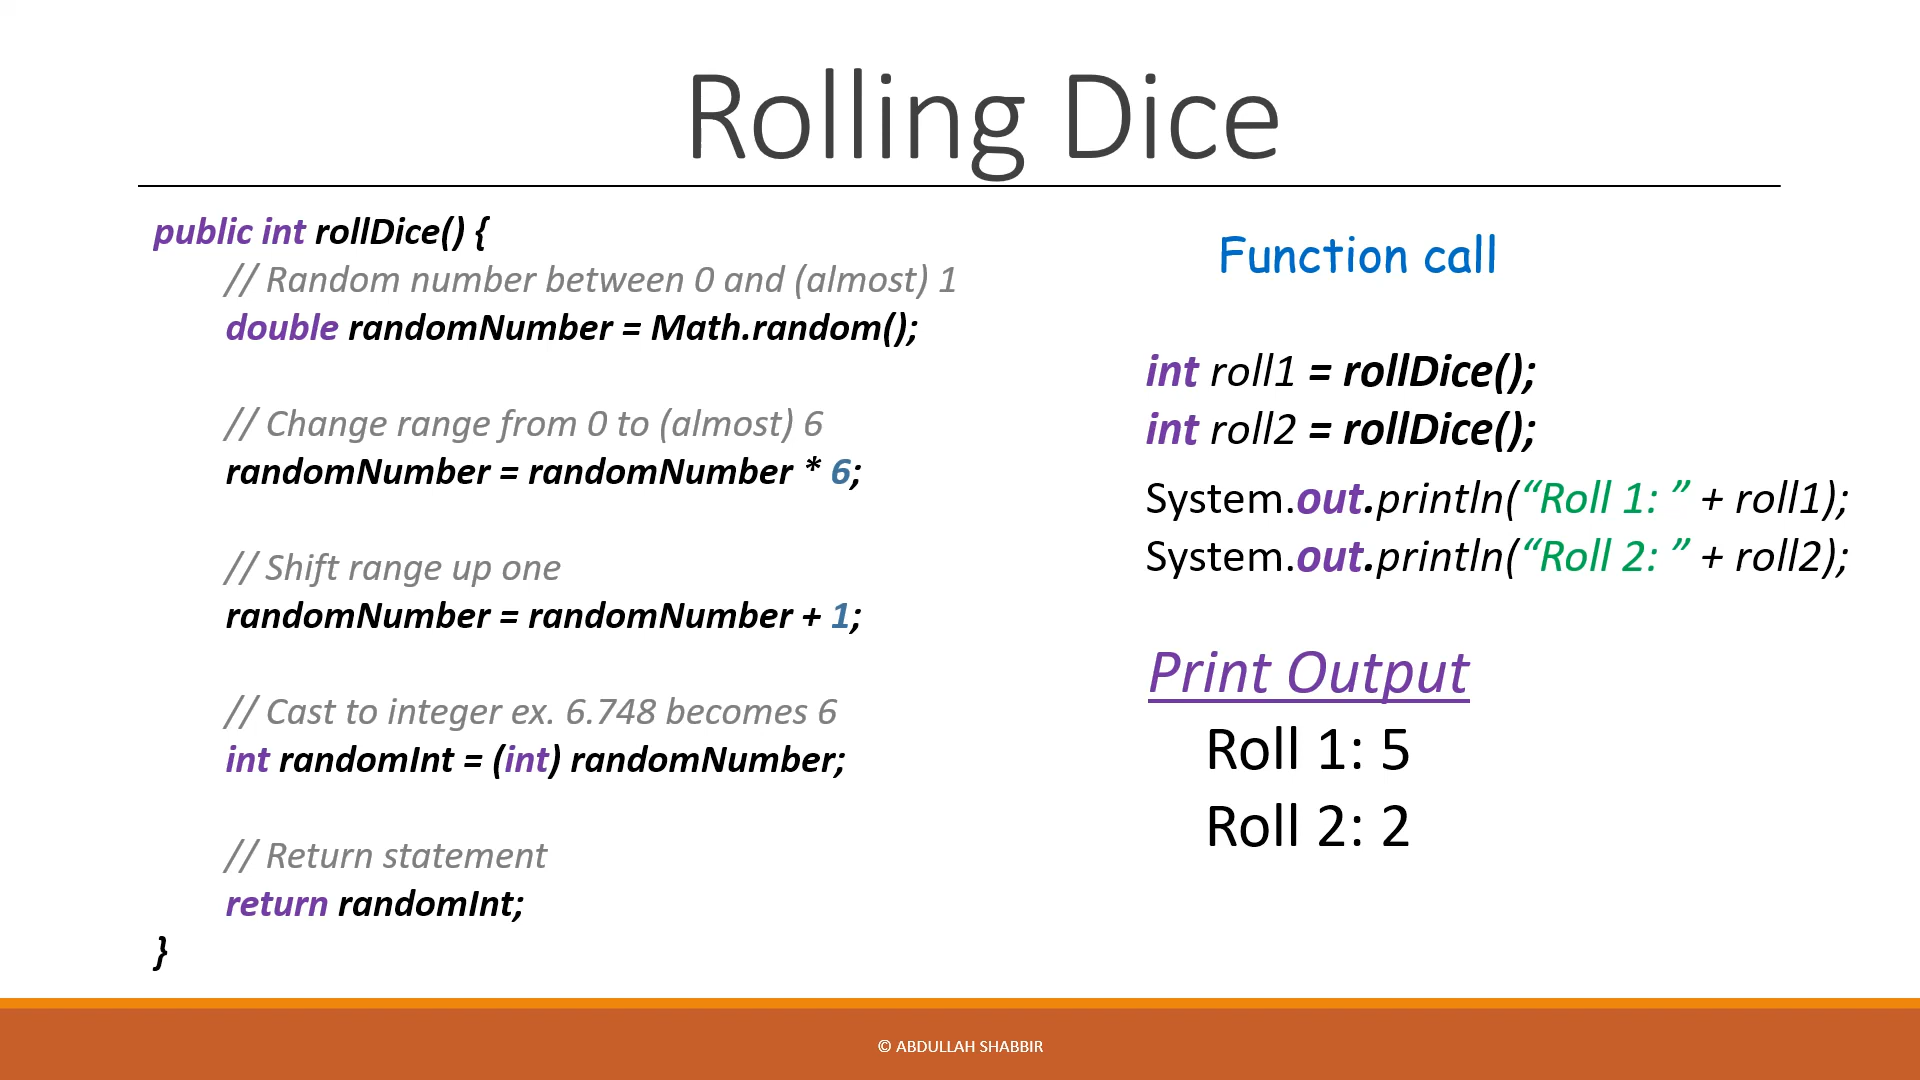 Rolling Dice
public int rollDice() {
// Random number between 0 and (almost) 1
double randomNumber = Math.random();
// Change range from 0 to (almost) 6
randomNumber = randomNumber * 6;
// Shift range up one
randomNumber = randomNumber + 1;
// Cast to integer ex. 6.748 becomes 6
int randomInt = (int) randomNumber;
// Return statement
return randomInt;
}
Function call
int roll1 = rollDice();
int roll2 = rollDice();
System.out.println(“Roll 1: ” + roll1);
System.out.println(“Roll 2: ” + roll2);
Print Output
Roll 1: 5
Roll 2: 2
© ABDULLAH SHABBIR